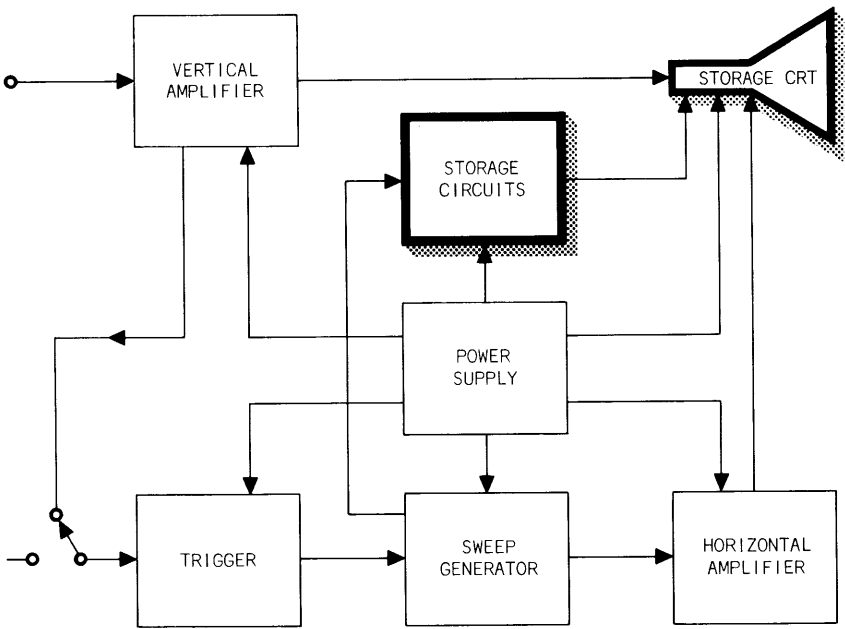 VERTICAL
AMPLIFIER
STORAGE CRT
STORAGE
CIRCUITS
POWER
SUPPLY
TRIGGER
SWEEP
GENERATOR
HORIZONTAL
AMPLIFIER